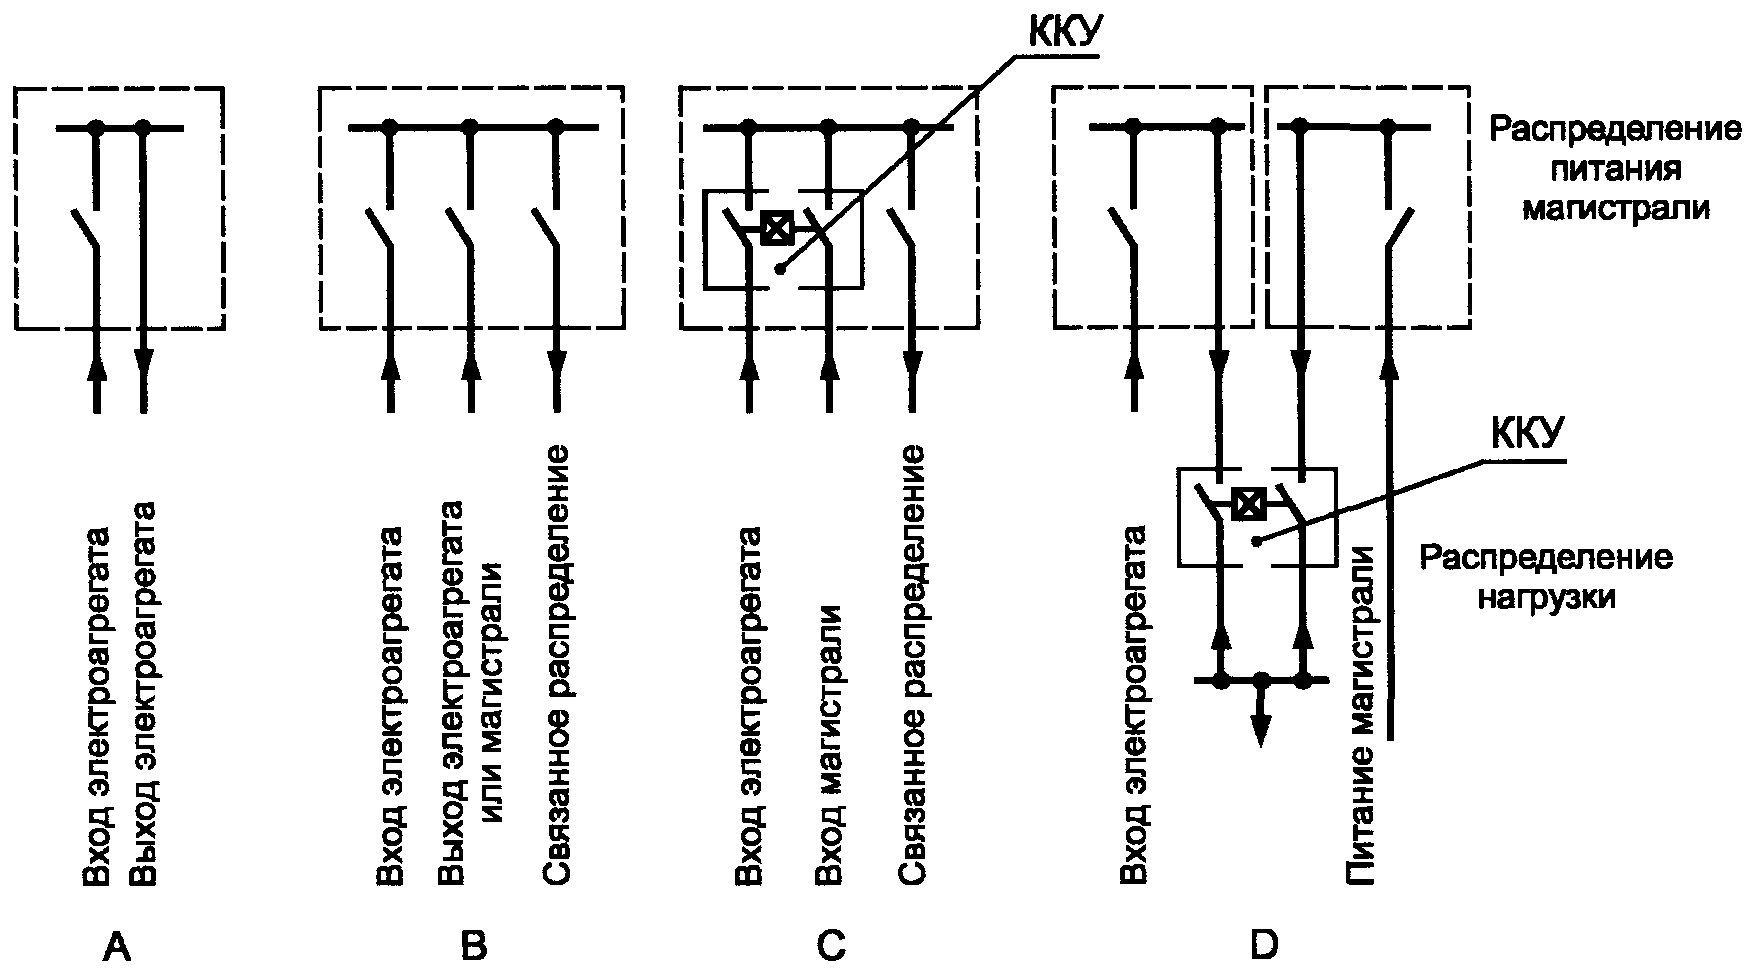 ККУ
Распределение
питания
магистрали
ККУ
Распределение
нагрузки
Вход электроагрегата
Выход электроагрегата
Вход электроагрегата
Выход электроагрегата
или магистрали
Связанное распределение
Вход электроагрегата
Вход магистрали
Связанное распределение
Вход электроагрегата
Питание магистрали
A
B
C
D